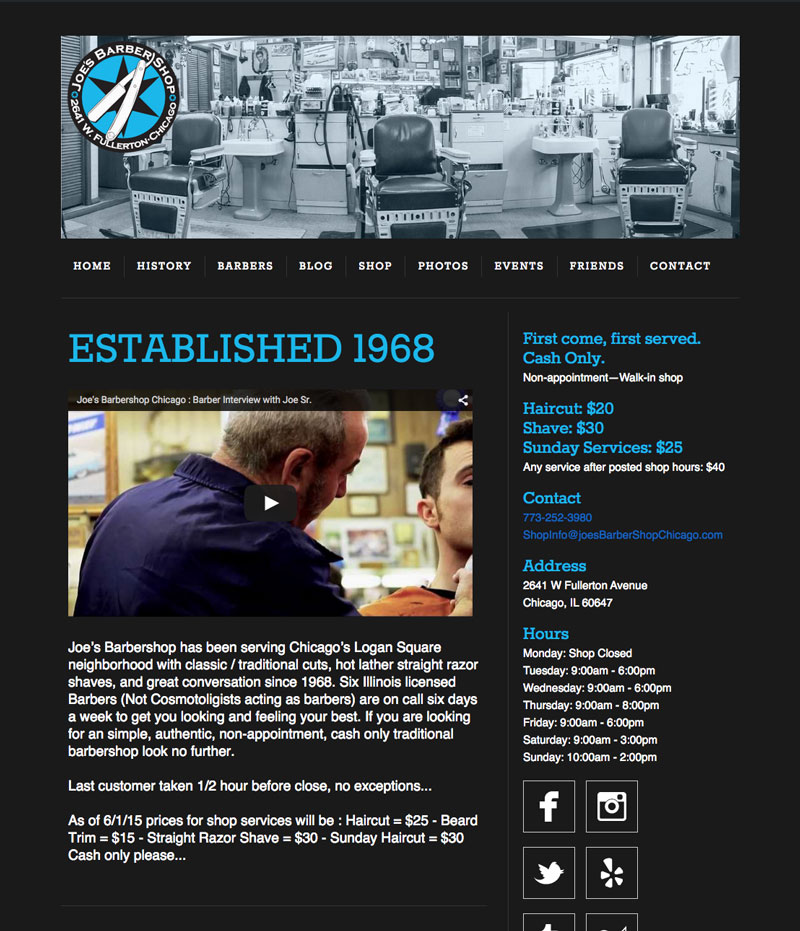 JOE'S BARBER SHOP
2641 W. FULLERTON-CHICAGO
HOME
HISTORY
BARBERS
BLOG
SHOP
PHOTOS
EVENTS
FRIENDS
CONTACT
ESTABLISHED 1968
Joe's Barbershop Chicago : Barber Interview with Joe Sr.
Joe's Barbershop has been serving Chicago's Logan Square
neighborhood with classic / traditional cuts, hot lather straight razor
shaves, and great conversation since 1968. Six Illinois licensed
Barbers (Not Cosmotoligists acting as barbers) are on call six days
a week to get you looking and feeling your best. If you are looking
for an simple, authentic, non-appointment, cash only traditional
barbershop look no further.
Last customer taken 1/2 hour before close, no exceptions...
As of 6/1/15 prices for shop services will be : Haircut = $25 - Beard
Trim = $15 - Straight Razor Shave = $30 - Sunday Haircut = $30
Cash only please...
First come, first served.
Cash Only.
Non-appointment—Walk-in shop
Haircut: $20
Shave: $30
Sunday Services: $25
Any service after posted shop hours: $40
Contact
773-252-3980
ShopInfo@joesBarberShopChicago.com
Address
2641 W Fullerton Avenue
Chicago, IL 60647
Hours
Monday: Shop Closed
Tuesday: 9:00am - 6:00pm
Wednesday: 9:00am - 6:00pm
Thursday: 9:00am - 8:00pm
Friday: 9:00am - 6:00pm
Saturday: 9:00am - 3:00pm
Sunday: 10:00am - 2:00pm